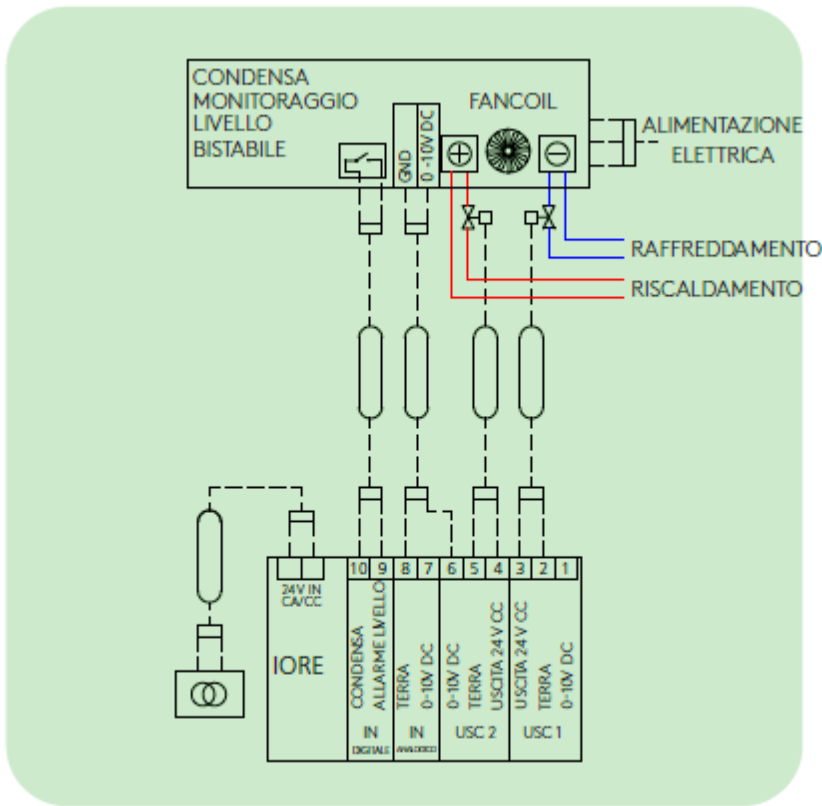 CONDENSA
MONITORAGGIO
LIVELLO
BISTABILE
GND
0 -10V DC
FANCOIL
ALIMENTAZIONE
ELETTRICA
RAFFREDDAMENTO
RISCALDAMENTO
10 9 8 7 6 5 4 3 2 1
24V IN
CA/CC
IORE
CONDENSA
ALLARME LIVELLO
TERRA
0-10V DC
0-10V DC
TERRA
USCITA 24 V CC
USCITA 24 V CC
TERRA
0-10V DC
IN
DIGITALE
IN
ANALOGICO
USC 2
USC 1